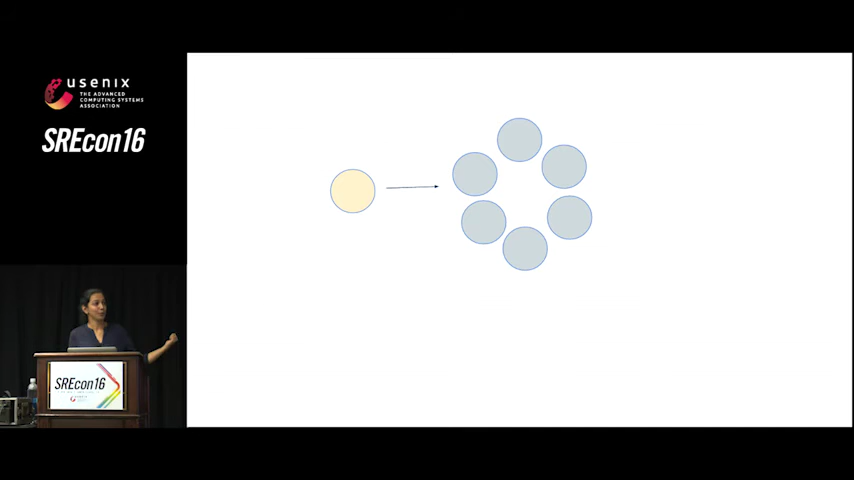 usenix
THE ADVANCED
COMPUTING SYSTEMS
ASSOCIATION
SREcon16
SREcon16